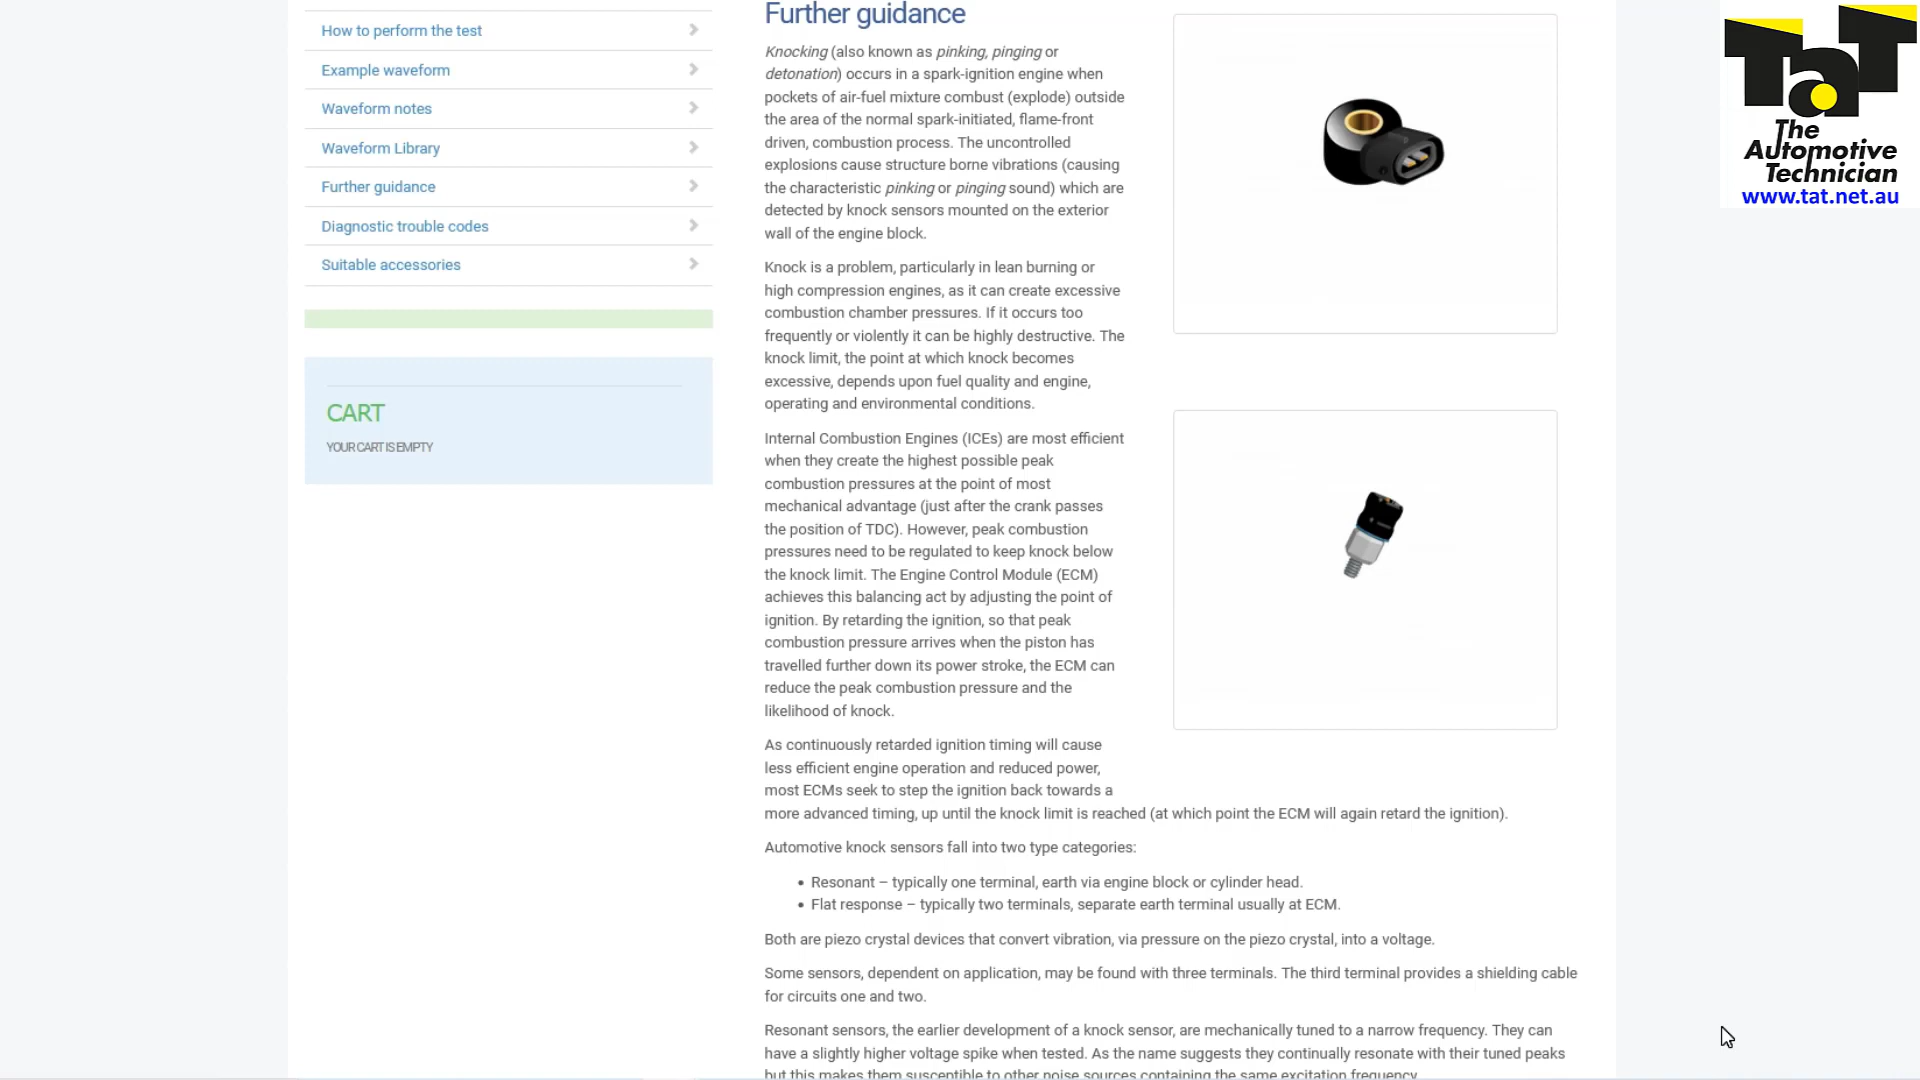 How to perform the test
Example waveform
Waveform notes
Waveform Library
Further guidance
Diagnostic trouble codes
Suitable accessories
CART
YOUR CART IS EMPTY
Further guidance
Knocking (also known as pinking, pinging or
detonation) occurs in a spark-ignition engine when
pockets of air-fuel mixture combust (explode) outside
the area of the normal spark-initiated, flame-front
driven, combustion process. The uncontrolled
explosions cause structure borne vibrations (causing
the characteristic pinking or pinging sound) which are
detected by knock sensors mounted on the exterior
wall of the engine block.
Knock is a problem, particularly in lean burning or
high compression engines, as it can create excessive
combustion chamber pressures. If it occurs too
frequently or violently it can be highly destructive. The
knock limit, the point at which knock becomes
excessive, depends upon fuel quality and engine,
operating and environmental conditions.
Internal Combustion Engines (ICEs) are most efficient
when they create the highest possible peak
combustion pressures at the point of most
mechanical advantage (just after the crank passes
the position of TDC). However, peak combustion
pressures need to be regulated to keep knock below
the knock limit. The Engine Control Module (ECM)
achieves this balancing act by adjusting the point of
ignition. By retarding the ignition, so that peak
combustion pressure arrives when the piston has
travelled further down its power stroke, the ECM can
reduce the peak combustion pressure and the
likelihood of knock.
As continuously retarded ignition timing will cause
less efficient engine operation and reduced power,
most ECMs seek to step the ignition back towards a
more advanced timing, up until the knock limit is reached (at which point the ECM will again retard the ignition).
Automotive knock sensors fall into two type categories:
• Resonant – typically one terminal, earth via engine block or cylinder head.
• Flat response – typically two terminals, separate earth terminal usually at ECM.
Both are piezo crystal devices that convert vibration, via pressure on the piezo crystal, into a voltage.
Some sensors, dependent on application, may be found with three terminals. The third terminal provides a shielding cable
for circuits one and two.
Resonant sensors, the earlier development of a knock sensor, are mechanically tuned to a narrow frequency. They can
have a slightly higher voltage spike when tested. As the name suggests they continually resonate with their tuned peaks
but this makes them susceptible to other noise sources containing the same excitation frequency.
TaT
The
Automotive
Technician
www.tat.net.au